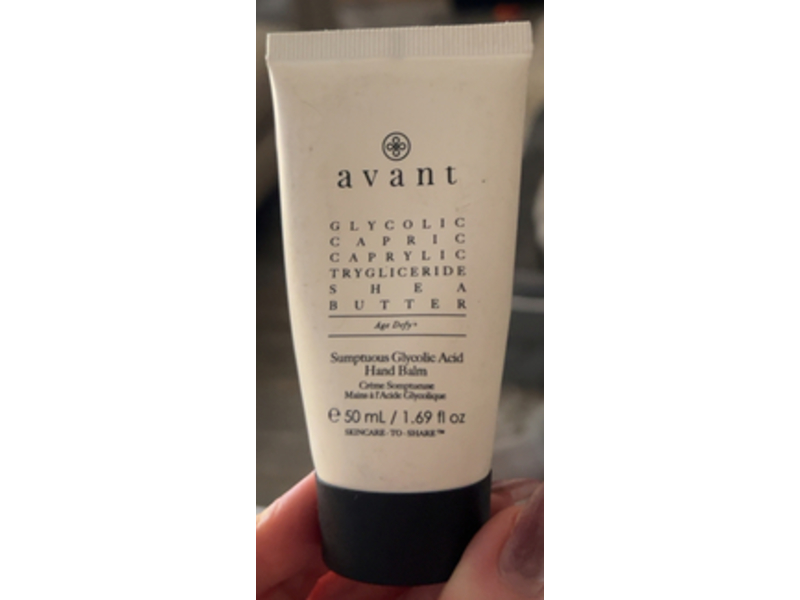 avant
GLYCOLIC
CAPRIC
CAPRYLIC
TRYGLICERIDE
SHEA
BUTTER
Age Defy+
Sumptuous Glycolic Acid
Hand Balm
Crème Somptueuse
Mains à l'Acide Glycolique
℮ 50 mL / 1.69 fl oz
SKINCARE-TO-SHARE™